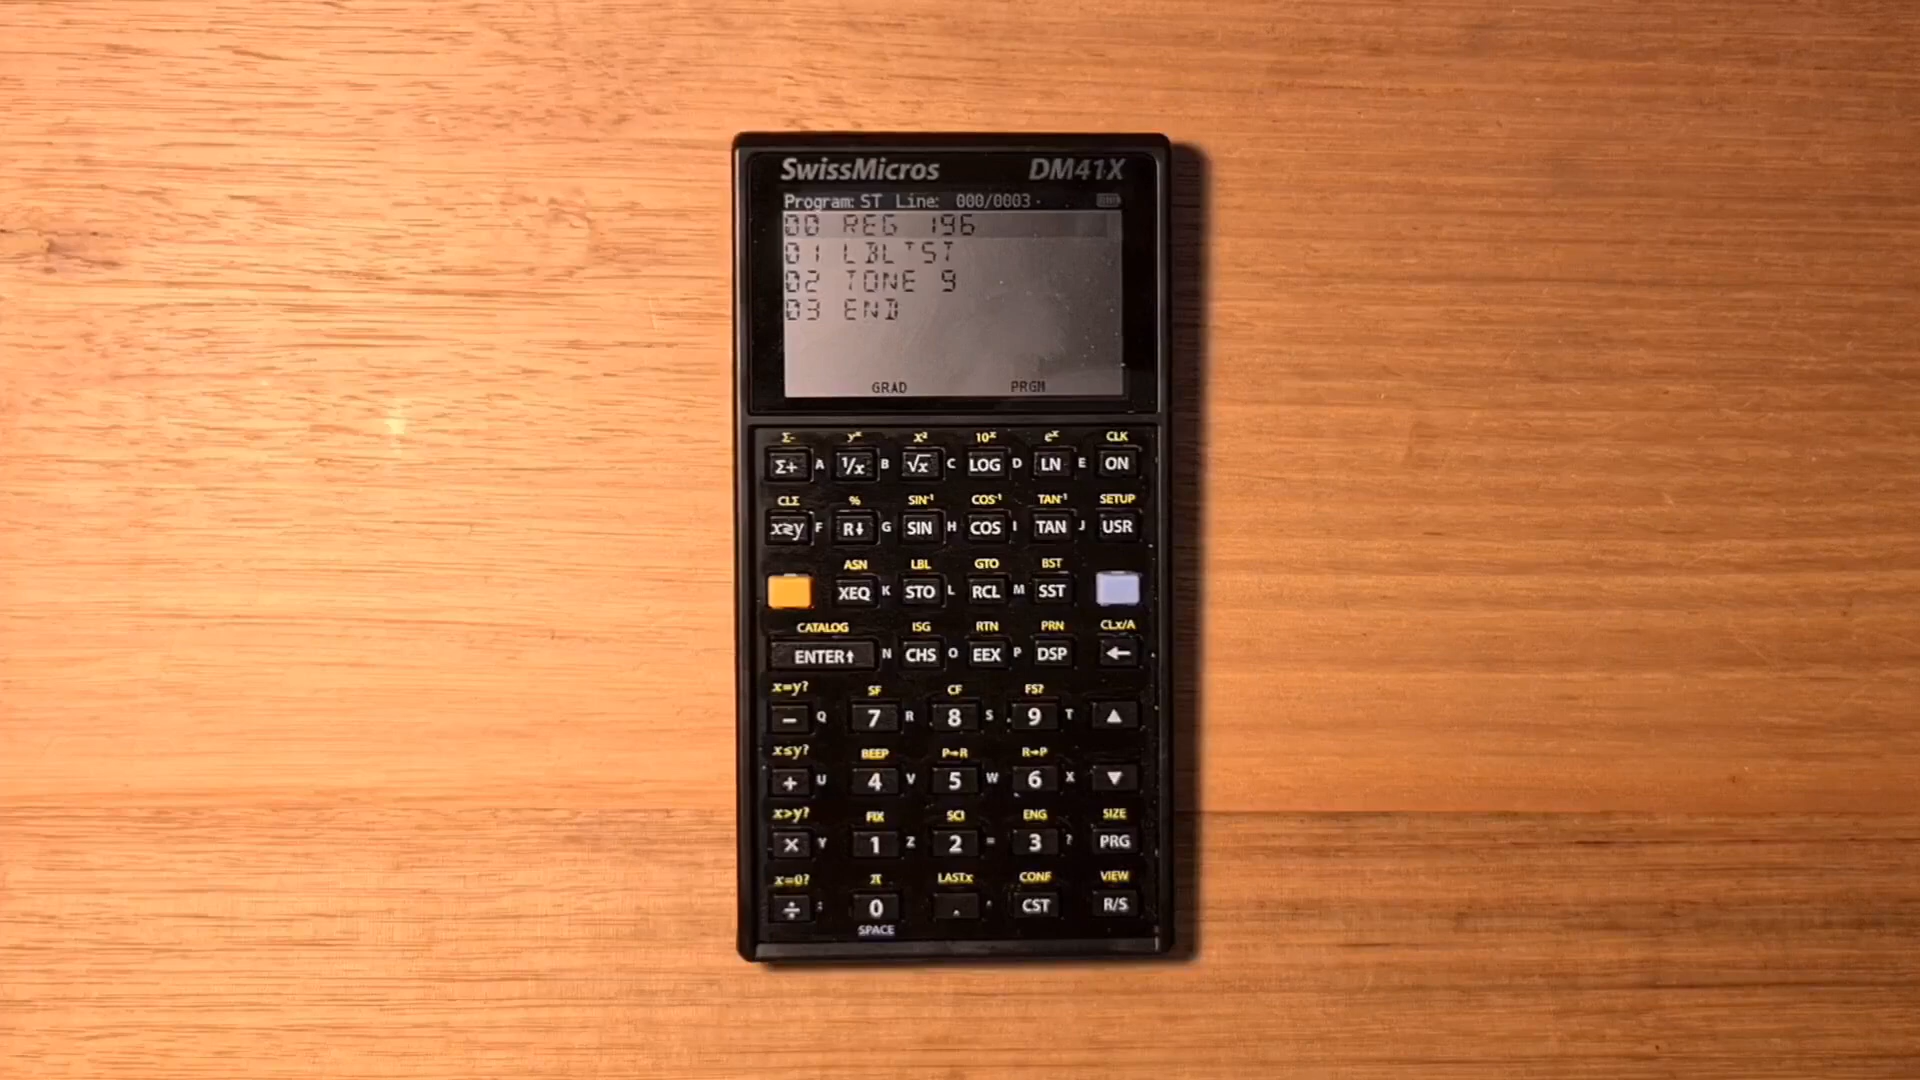 SwissMicros DM41X
Program: ST Line: 000/0003
00 REG 196
01 LBL ᵀST
02 TONE 9
03 END
GRAD PRGM
Σ- yˣ x² 10ˣ eˣ CLK
Σ+ A 1/x B √x C LOG D LN E ON
CLΣ % SIN⁻¹ COS⁻¹ TAN⁻¹ SETUP
x≷y F R↓ G SIN H COS I TAN J USR
ASN LBL GTO BST
XEQ K STO L RCL M SST
CATALOG ISG RTN PRN CLx/A
ENTER↑ N CHS O EEX P DSP ←
x=y? SF CF FS?
− Q 7 R 8 S 9 T ▲
x≤y? BEEP P→R R→P
+ U 4 V 5 W 6 X ▼
x>y? FIX SCI ENG SIZE
× Y 1 Z 2 = 3 ? PRG
x=0? π LASTx CONF VIEW
÷ : 0 . , CST R/S
SPACE